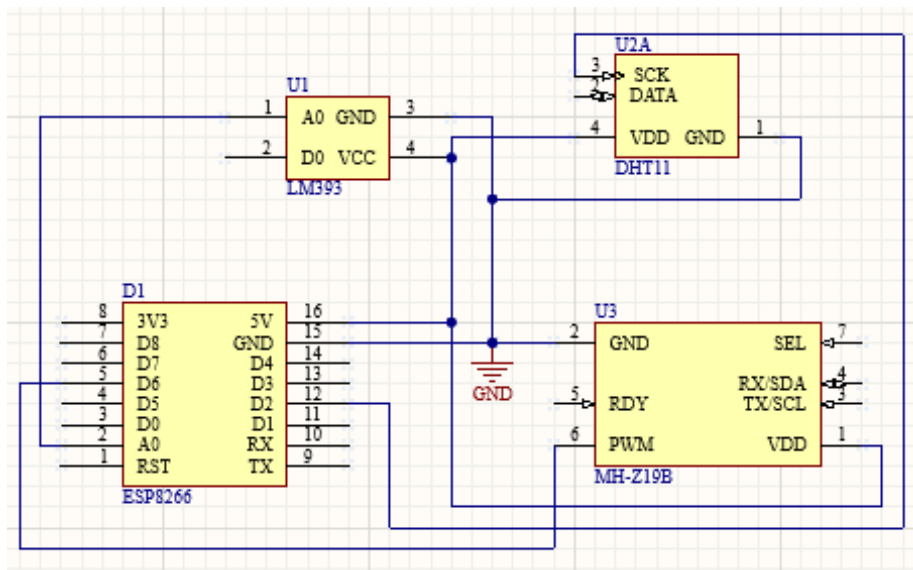 U2A
3 SCK
2 DATA
4 VDD GND 1
DHT11
U1
1 A0 GND 3
2 D0 VCC 4
LM393
D1
8 3V3 5V 16
7 D8 GND 15
6 D7 D4 14
5 D6 D3 13
4 D5 D2 12
3 D0 D1 11
2 A0 RX 10
1 RST TX 9
ESP8266
GND
U3
2 GND SEL 7
RX/SDA 4
5 RDY TX/SCL 3
6 PWM VDD 1
MH-Z19B